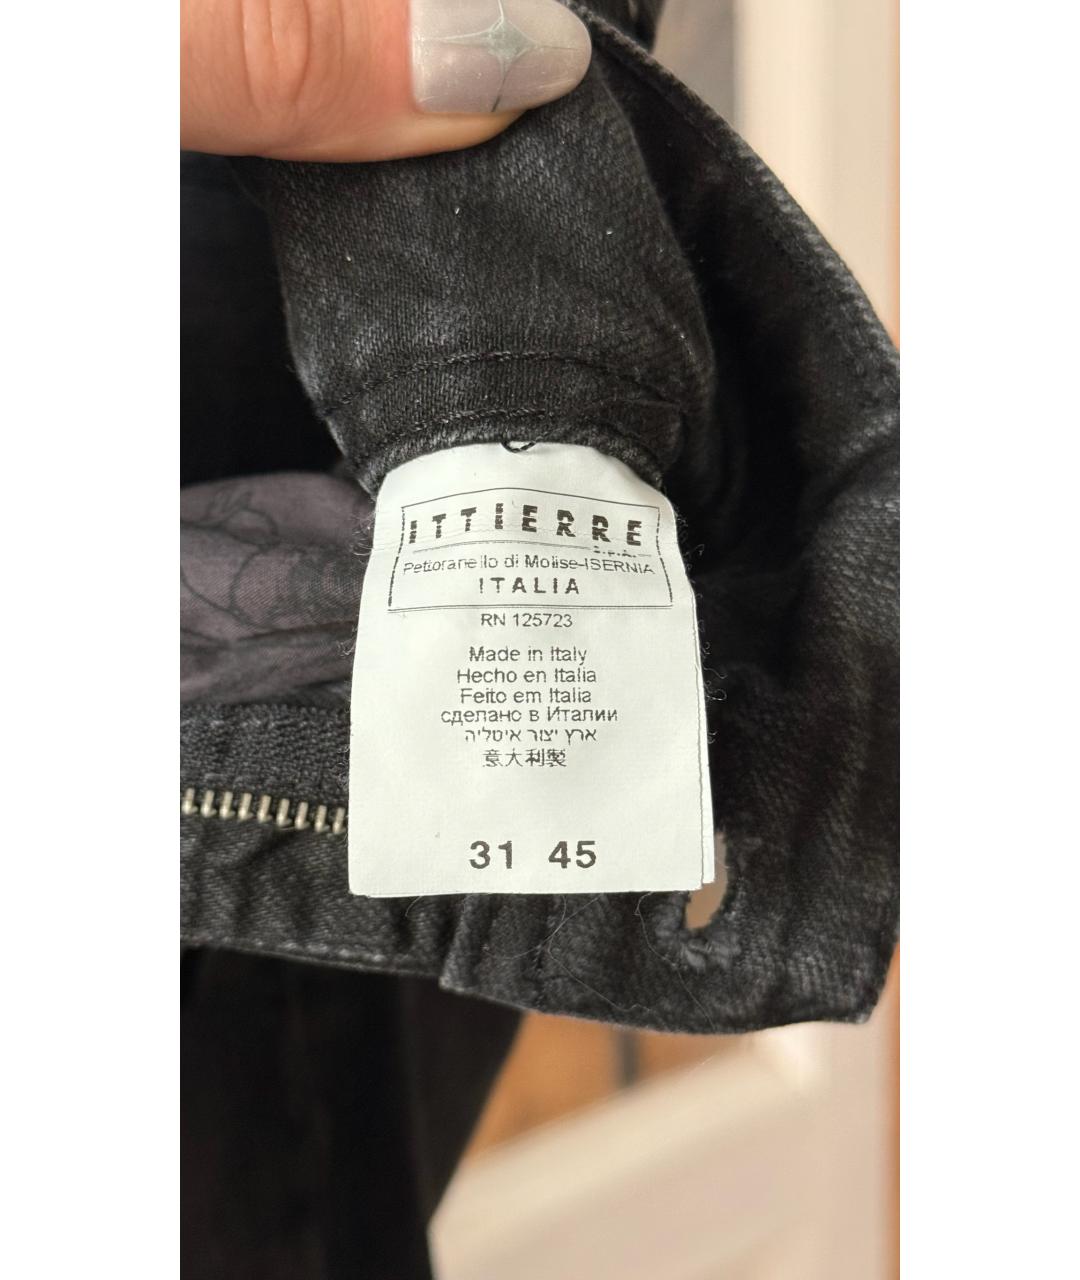 ITTIERRE
S.P.A.
Pettoranello di Molise-ISERNIA
ITALIA
RN 125723
Made in Italy
Hecho en Italia
Feito em Italia
сделано в Италии
ארץ יצור איטליה
意大利製
31 45